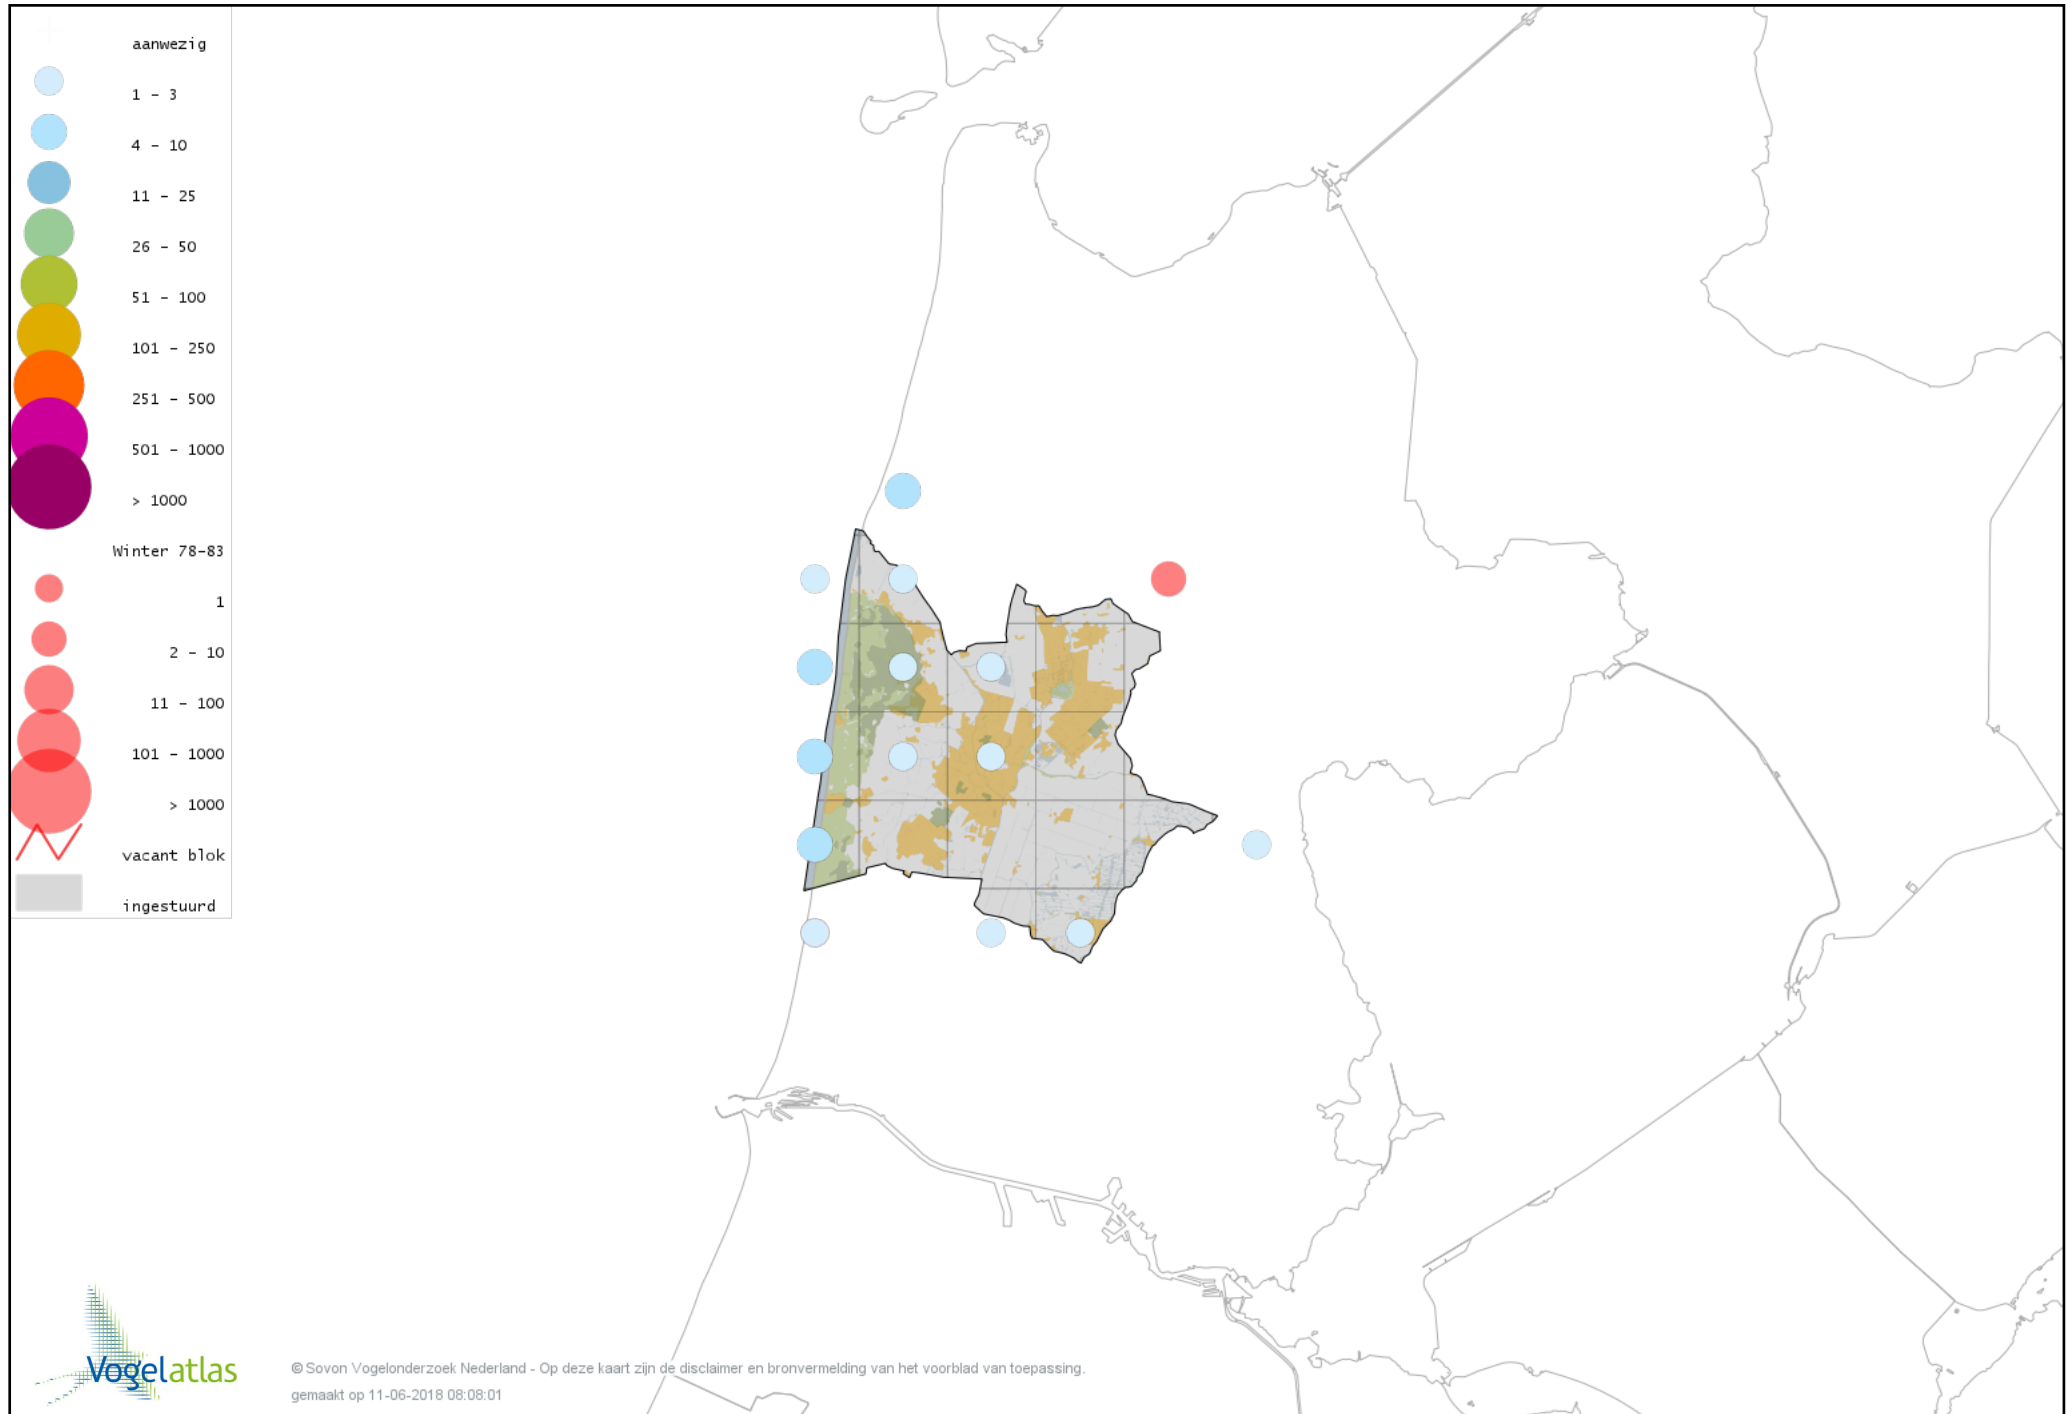 aanwezig
1 - 3
4 - 10
11 - 25
26 - 50
51 - 100
101 - 250
251 - 500
501 - 1000
> 1000
Winter 78-83
1
2 - 10
11 - 100
101 - 1000
> 1000
vacant blok
ingestuurd
Vogelatlas
© Sovon Vogelonderzoek Nederland - Op deze kaart zijn de disclaimer en bronvermelding van het voorblad van toepassing.
gemaakt op 11-06-2018 08:08:01